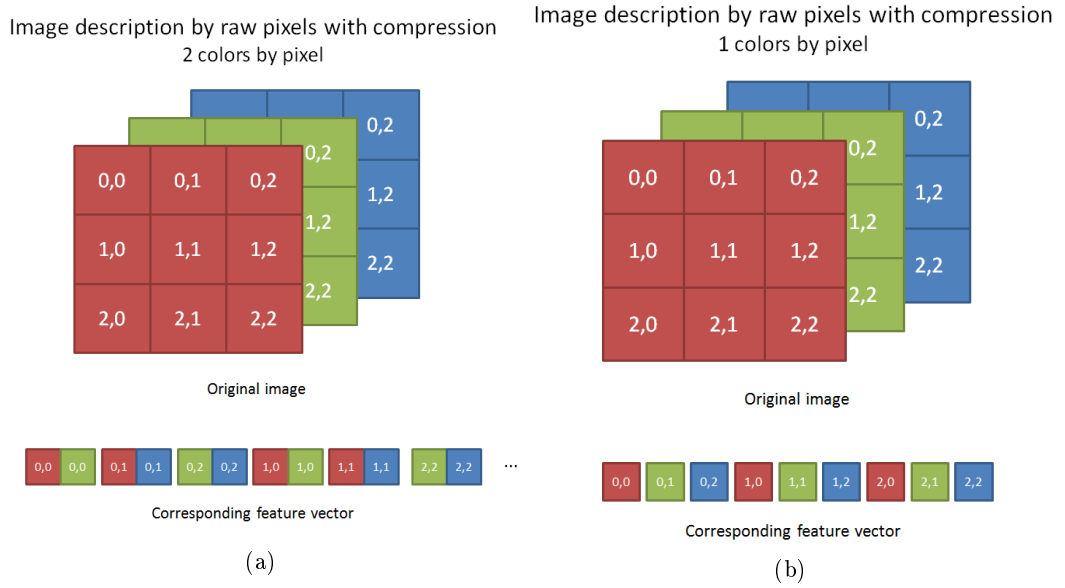 Image description by raw pixels with compression
2 colors by pixel
0,2
0,2
1,2
0,0 0,1 0,2
1,2
2,2
1,0 1,1 1,2
2,2
2,0 2,1 2,2
Original image
0,0 0,0 0,1 0,1 0,2 0,2 1,0 1,0 1,1 1,1 2,2 2,2 ...
Corresponding feature vector
(a)
Image description by raw pixels with compression
1 colors by pixel
0,2
0,2
1,2
0,0 0,1 0,2
1,2
2,2
1,0 1,1 1,2
2,2
2,0 2,1 2,2
Original image
0,0 0,1 0,2 1,0 1,1 1,2 2,0 2,1 2,2
Corresponding feature vector
(b)